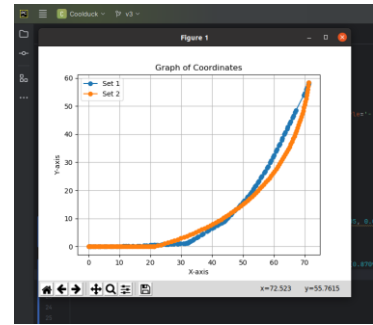 Coolduck
v3
Figure 1
Graph of Coordinates
Set 1
Set 2
60
50
40
30
20
10
0
Y-axis
0 10 20 30 40 50 60 70
X-axis
x=72.523 y=55.7615